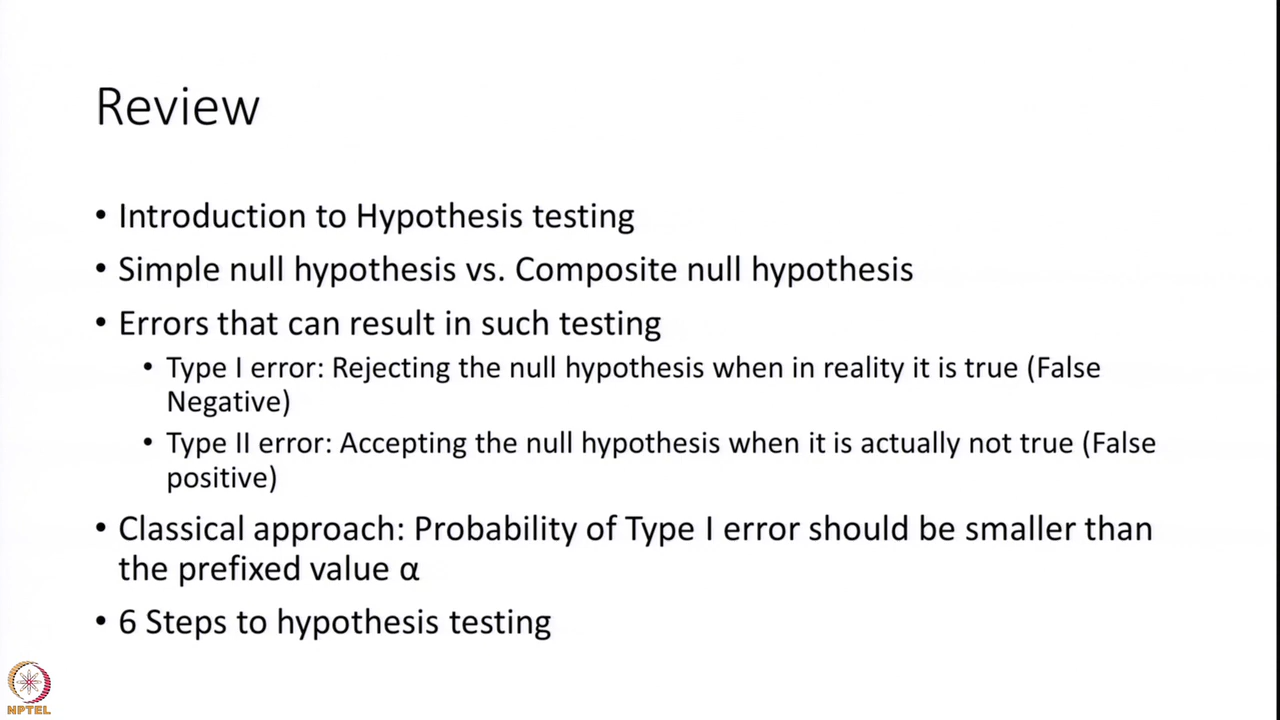 Review
• Introduction to Hypothesis testing
• Simple null hypothesis vs. Composite null hypothesis
• Errors that can result in such testing
• Type I error: Rejecting the null hypothesis when in reality it is true (False
Negative)
• Type II error: Accepting the null hypothesis when it is actually not true (False
positive)
• Classical approach: Probability of Type I error should be smaller than
the prefixed value α
• 6 Steps to hypothesis testing
NPTEL